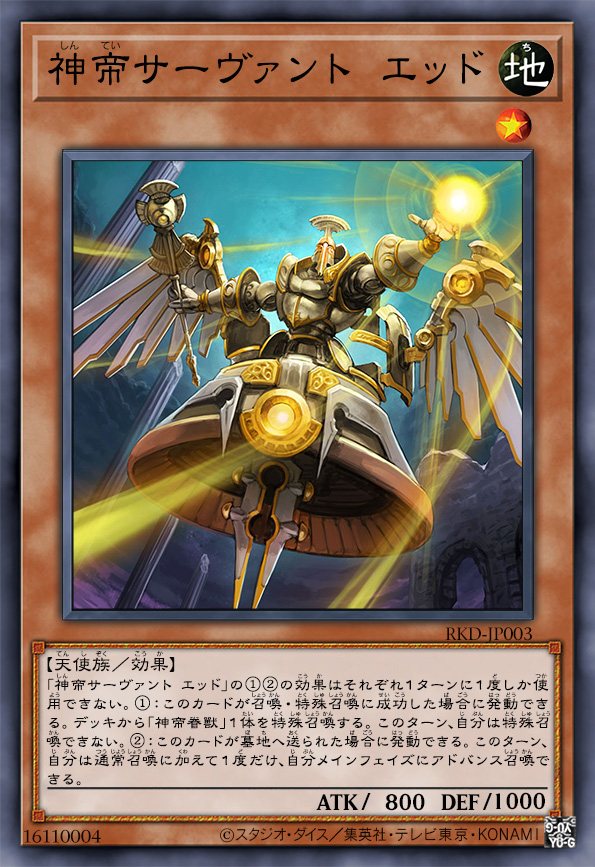 神帝サーヴァント エッド 地
RKD-JP003
【天使族／効果】
「神帝サーヴァント エッド」の①②の効果はそれぞれ1ターンに1度しか使
用できない。①：このカードが召喚・特殊召喚に成功した場合に発動でき
る。デッキから「神帝眷獣」1体を特殊召喚する。このターン、自分は特殊召
喚できない。②：このカードが墓地へ送られた場合に発動できる。このターン、
自分は通常召喚に加えて1度だけ、自分メインフェイズにアドバンス召喚で
きる。
ATK/ 800 DEF/1000
16110004 ©スタジオ・ダイス／集英社・テレビ東京・KONAMI